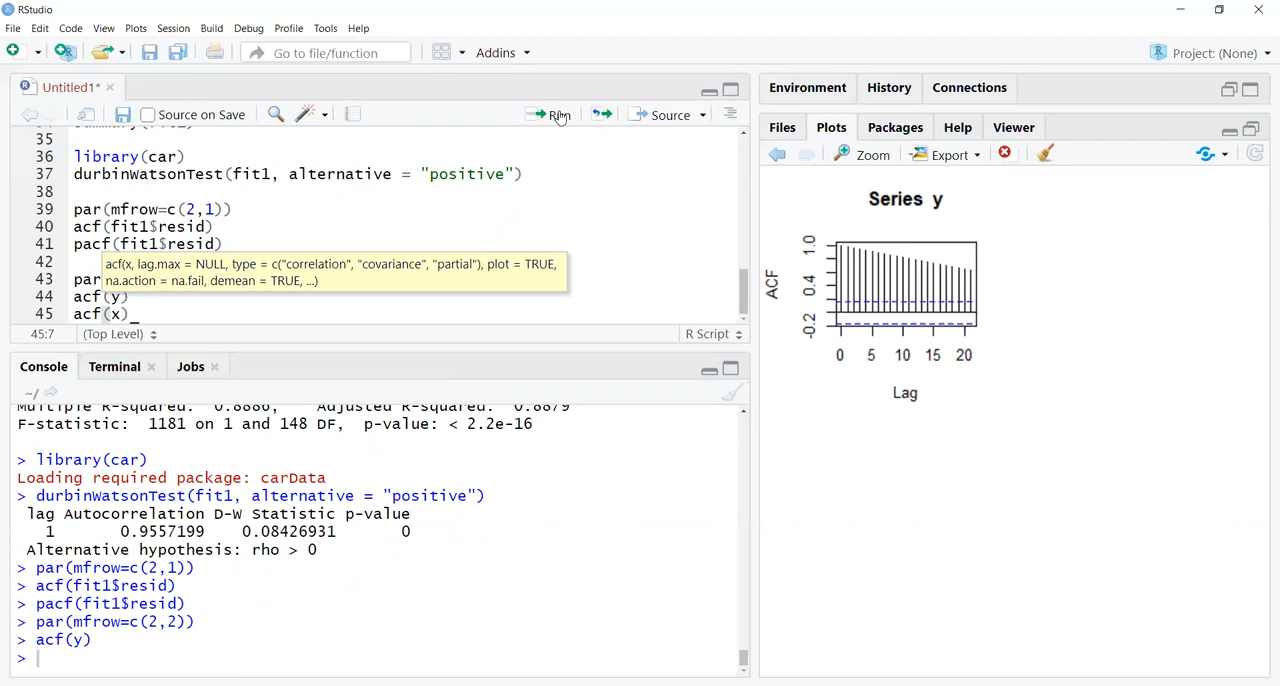 RStudio
File Edit Code View Plots Session Build Debug Profile Tools Help
Go to file/function
Addins
Project: (None)
Untitled1*
Source on Save
Run
Source
35
36 library(car)
37 durbinWatsonTest(fit1, alternative = "positive")
38
39 par(mfrow=c(2,1))
40 acf(fit1$resid)
41 pacf(fit1$resid)
42
acf(x, lag.max = NULL, type = c("correlation", "covariance", "partial"), plot = TRUE,
na.action = na.fail, demean = TRUE, ...)
43 par
44 acf(y)
45 acf(x)
45:7 (Top Level) R Script
Console Terminal Jobs
~/
Multiple R-squared: 0.8886, Adjusted R-squared: 0.8879
F-statistic: 1181 on 1 and 148 DF, p-value: < 2.2e-16
> library(car)
Loading required package: carData
> durbinWatsonTest(fit1, alternative = "positive")
lag Autocorrelation D-W Statistic p-value
1 0.9557199 0.08426931 0
Alternative hypothesis: rho > 0
> par(mfrow=c(2,1))
> acf(fit1$resid)
> pacf(fit1$resid)
> par(mfrow=c(2,2))
> acf(y)
>
Environment History Connections
Files Plots Packages Help Viewer
Zoom Export
Series y
ACF
1.0
0.4
-0.2
0 5 10 15 20
Lag